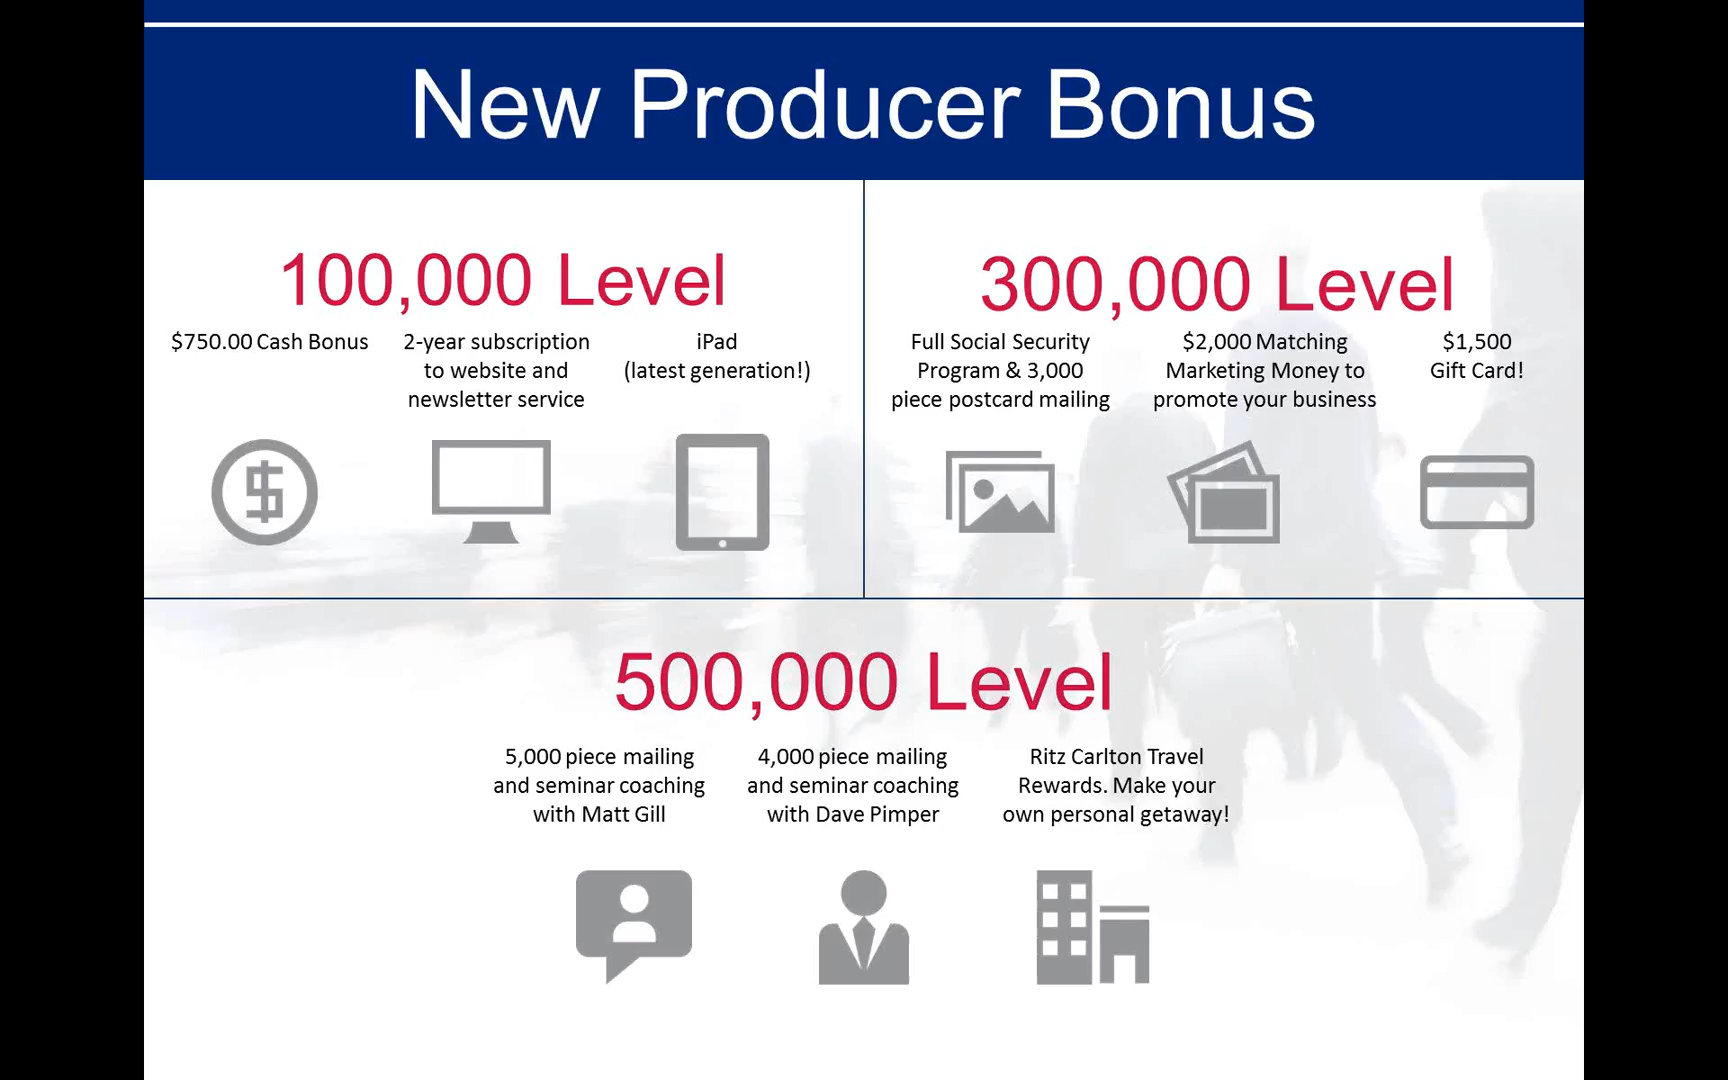 New Producer Bonus
100,000 Level
$750.00 Cash Bonus
2-year subscription
to website and
newsletter service
iPad
(latest generation!)
300,000 Level
Full Social Security
Program & 3,000
piece postcard mailing
$2,000 Matching
Marketing Money to
promote your business
$1,500
Gift Card!
500,000 Level
5,000 piece mailing
and seminar coaching
with Matt Gill
4,000 piece mailing
and seminar coaching
with Dave Pimper
Ritz Carlton Travel
Rewards. Make your
own personal getaway!